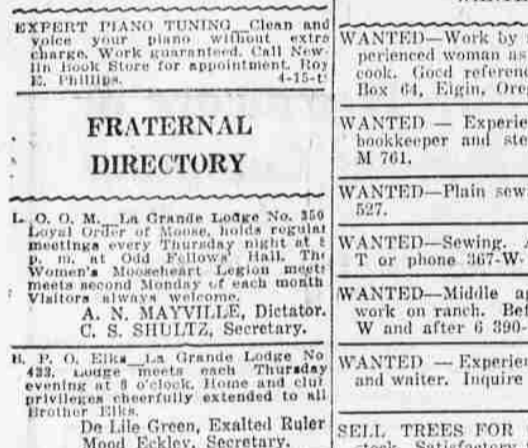 EXPERT PIANO TUNING—Clean and
voice your piano without extra
charge. Work guaranteed. Call New-
lin Book Store for appointment. Roy
E. Phillips. 4-15-t
FRATERNAL
DIRECTORY
L. O. O. M.—La Grande Lodge No. 350
Loyal Order of Moose, holds regular
meetings every Thursday night at 8
p. m. at Odd Fellows' Hall. The
Women's Mooseheart Legion meets
meets second Monday of each month
Visitors always welcome.
A. N. MAYVILLE, Dictator.
C. S. SHULTZ, Secretary.
B. P. O. Elks—La Grande Lodge No
433. Lodge meets each Thursday
evening at 8 o'clock. Home and club
privileges cheerfully extended to all
Brother Elks.
De Lile Green, Exalted Ruler
Mood Eckley, Secretary.
WANTED—Work by
perienced woman as
cook. Good referen
Box 64, Elgin, Ore
WANTED — Experie
bookkeeper and ste
M 761.
WANTED—Plain sew
527.
WANTED—Sewing.
T or phone 367-W
WANTED—Middle a
work on ranch. Bef
W and after 6 390-
WANTED — Experie
and waiter. Inquire
SELL TREES FOR
stock. Satisfactory